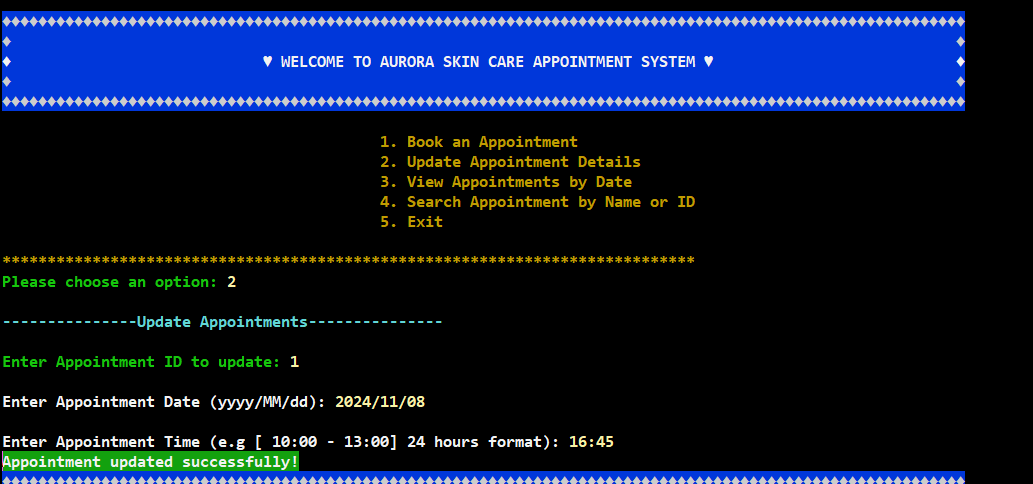 ♥ WELCOME TO AURORA SKIN CARE APPOINTMENT SYSTEM ♥
1. Book an Appointment
2. Update Appointment Details
3. View Appointments by Date
4. Search Appointment by Name or ID
5. Exit
*****************************************************************************
Please choose an option: 2
---------------Update Appointments---------------
Enter Appointment ID to update: 1
Enter Appointment Date (yyyy/MM/dd): 2024/11/08
Enter Appointment Time (e.g [ 10:00 - 13:00] 24 hours format): 16:45
Appointment updated successfully!